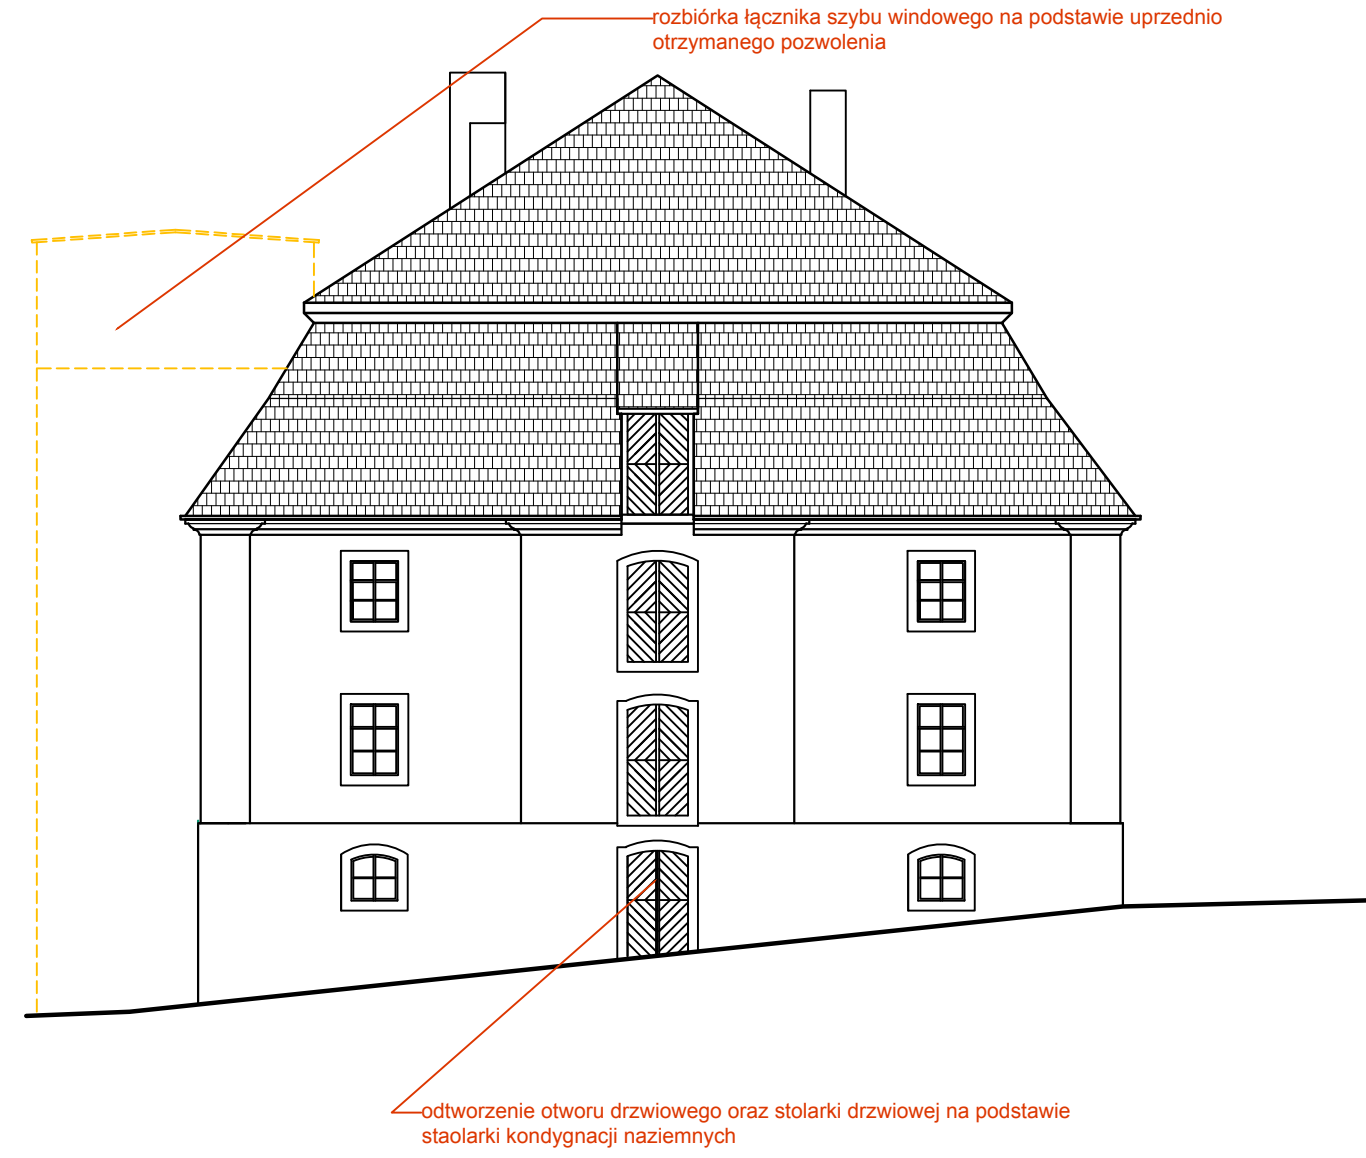 rozbiórka łącznika szybu windowego na podstawie uprzednio
otrzymanego pozwolenia
odtworzenie otworu drzwiowego oraz stolarki drzwiowej na podstawie
staolarki kondygnacji naziemnych